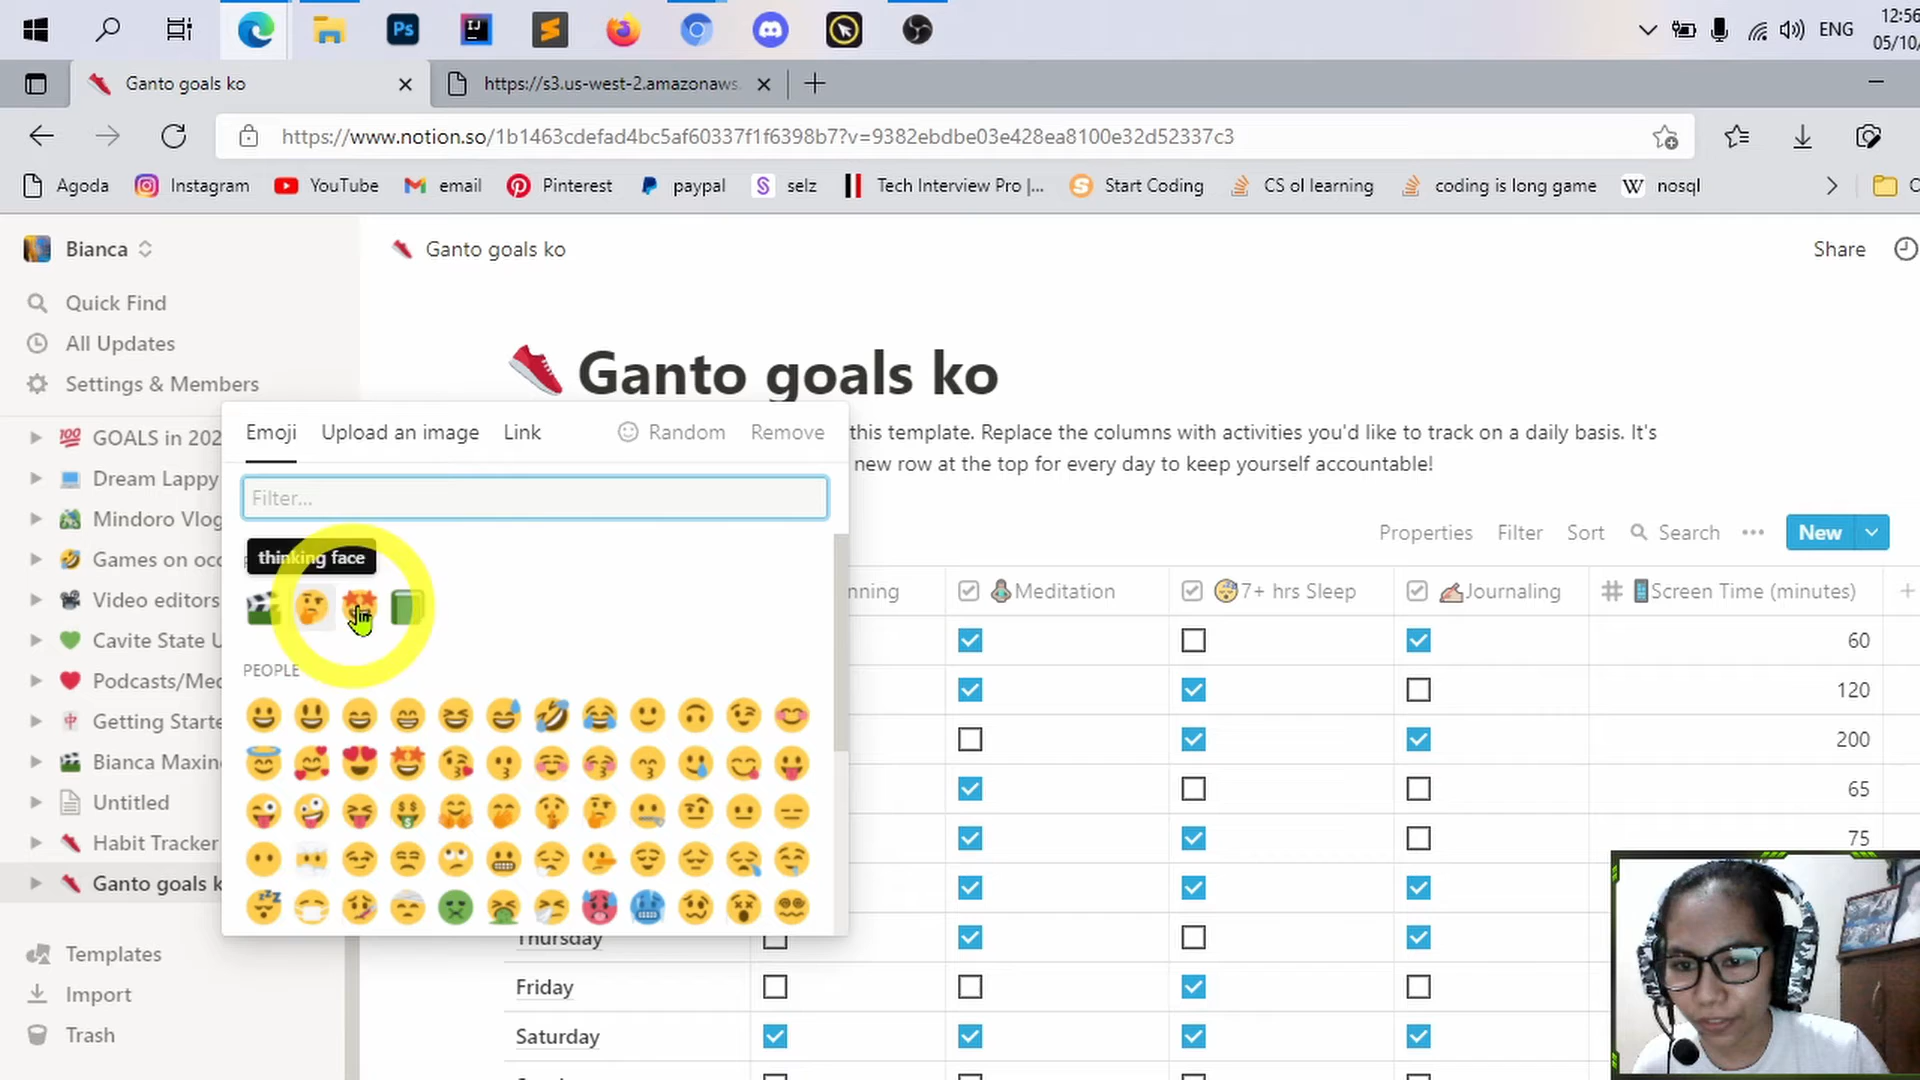 12:56
ENG
05/10/
Ganto goals ko
https://s3.us-west-2.amazonaws.
https://www.notion.so/1b1463cdefad4bc5af60337f1f6398b7?v=9382ebdbe03e428ea8100e32d52337c3
Agoda Instagram YouTube email Pinterest paypal selz Tech Interview Pro |... Start Coding CS ol learning coding is long game nosql
Bianca
Ganto goals ko
Share
Quick Find
All Updates
Settings & Members
Ganto goals ko
GOALS in 202
Dream Lappy
Mindoro Vlog
Games on occ
Video editors
Cavite State U
Podcasts/Med
Getting Starte
Bianca Maxin
Untitled
Habit Tracker
Ganto goals k
Templates
Import
Trash
Emoji Upload an image Link Random Remove
Filter...
thinking face
PEOPLE
this template. Replace the columns with activities you'd like to track on a daily basis. It's
new row at the top for every day to keep yourself accountable!
Properties Filter Sort Search New
nning Meditation 7+ hrs Sleep Journaling # Screen Time (minutes)
60
120
200
65
75
Thursday
Friday
Saturday